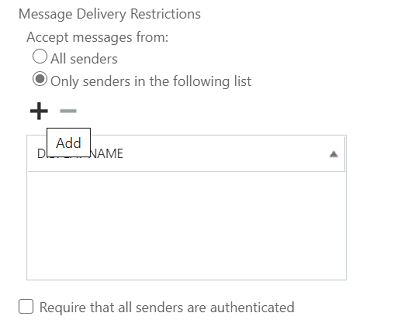 Message Delivery Restrictions
Accept messages from:
All senders
Only senders in the following list
Add
NAME
Require that all senders are authenticated